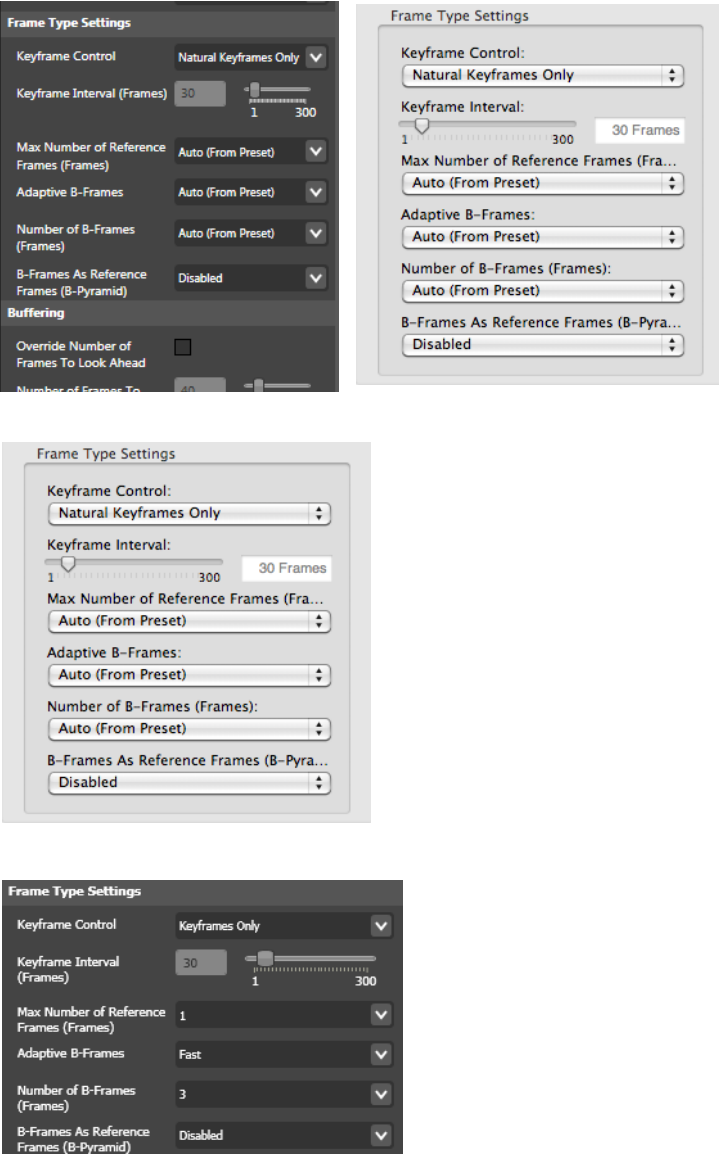 Frame Type Settings
Keyframe Control
Natural Keyframes Only
Keyframe Interval (Frames)
30
1 300
Max Number of Reference
Frames (Frames)
Auto (From Preset)
Adaptive B-Frames
Auto (From Preset)
Number of B-Frames
(Frames)
Auto (From Preset)
B-Frames As Reference
Frames (B-Pyramid)
Disabled
Buffering
Override Number of
Frames To Look Ahead
Number of Frames To
40
Frame Type Settings
Keyframe Control:
Natural Keyframes Only
Keyframe Interval:
1 300
30 Frames
Max Number of Reference Frames (Fra...
Auto (From Preset)
Adaptive B-Frames:
Auto (From Preset)
Number of B-Frames (Frames):
Auto (From Preset)
B-Frames As Reference Frames (B-Pyra...
Disabled
Frame Type Settings
Keyframe Control:
Natural Keyframes Only
Keyframe Interval:
1 300
30 Frames
Max Number of Reference Frames (Fra...
Auto (From Preset)
Adaptive B-Frames:
Auto (From Preset)
Number of B-Frames (Frames):
Auto (From Preset)
B-Frames As Reference Frames (B-Pyra...
Disabled
Frame Type Settings
Keyframe Control
Keyframes Only
Keyframe Interval
(Frames)
30
1 300
Max Number of Reference
Frames (Frames)
1
Adaptive B-Frames
Fast
Number of B-Frames
(Frames)
3
B-Frames As Reference
Frames (B-Pyramid)
Disabled